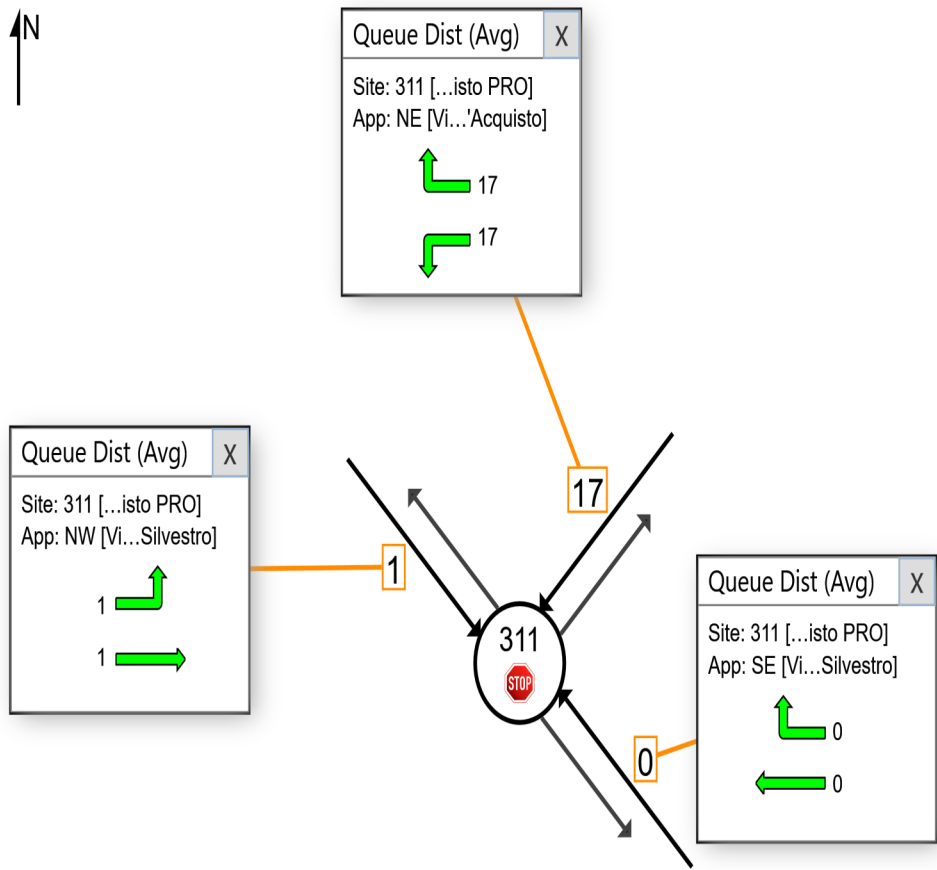 N
Queue Dist (Avg)
X
Site: 311 [...isto PRO]
App: NE [Vi...'Acquisto]
17
17
Queue Dist (Avg)
X
Site: 311 [...isto PRO]
App: NW [Vi...Silvestro]
1
1
17
1
311
STOP
0
Queue Dist (Avg)
X
Site: 311 [...isto PRO]
App: SE [Vi...Silvestro]
0
0